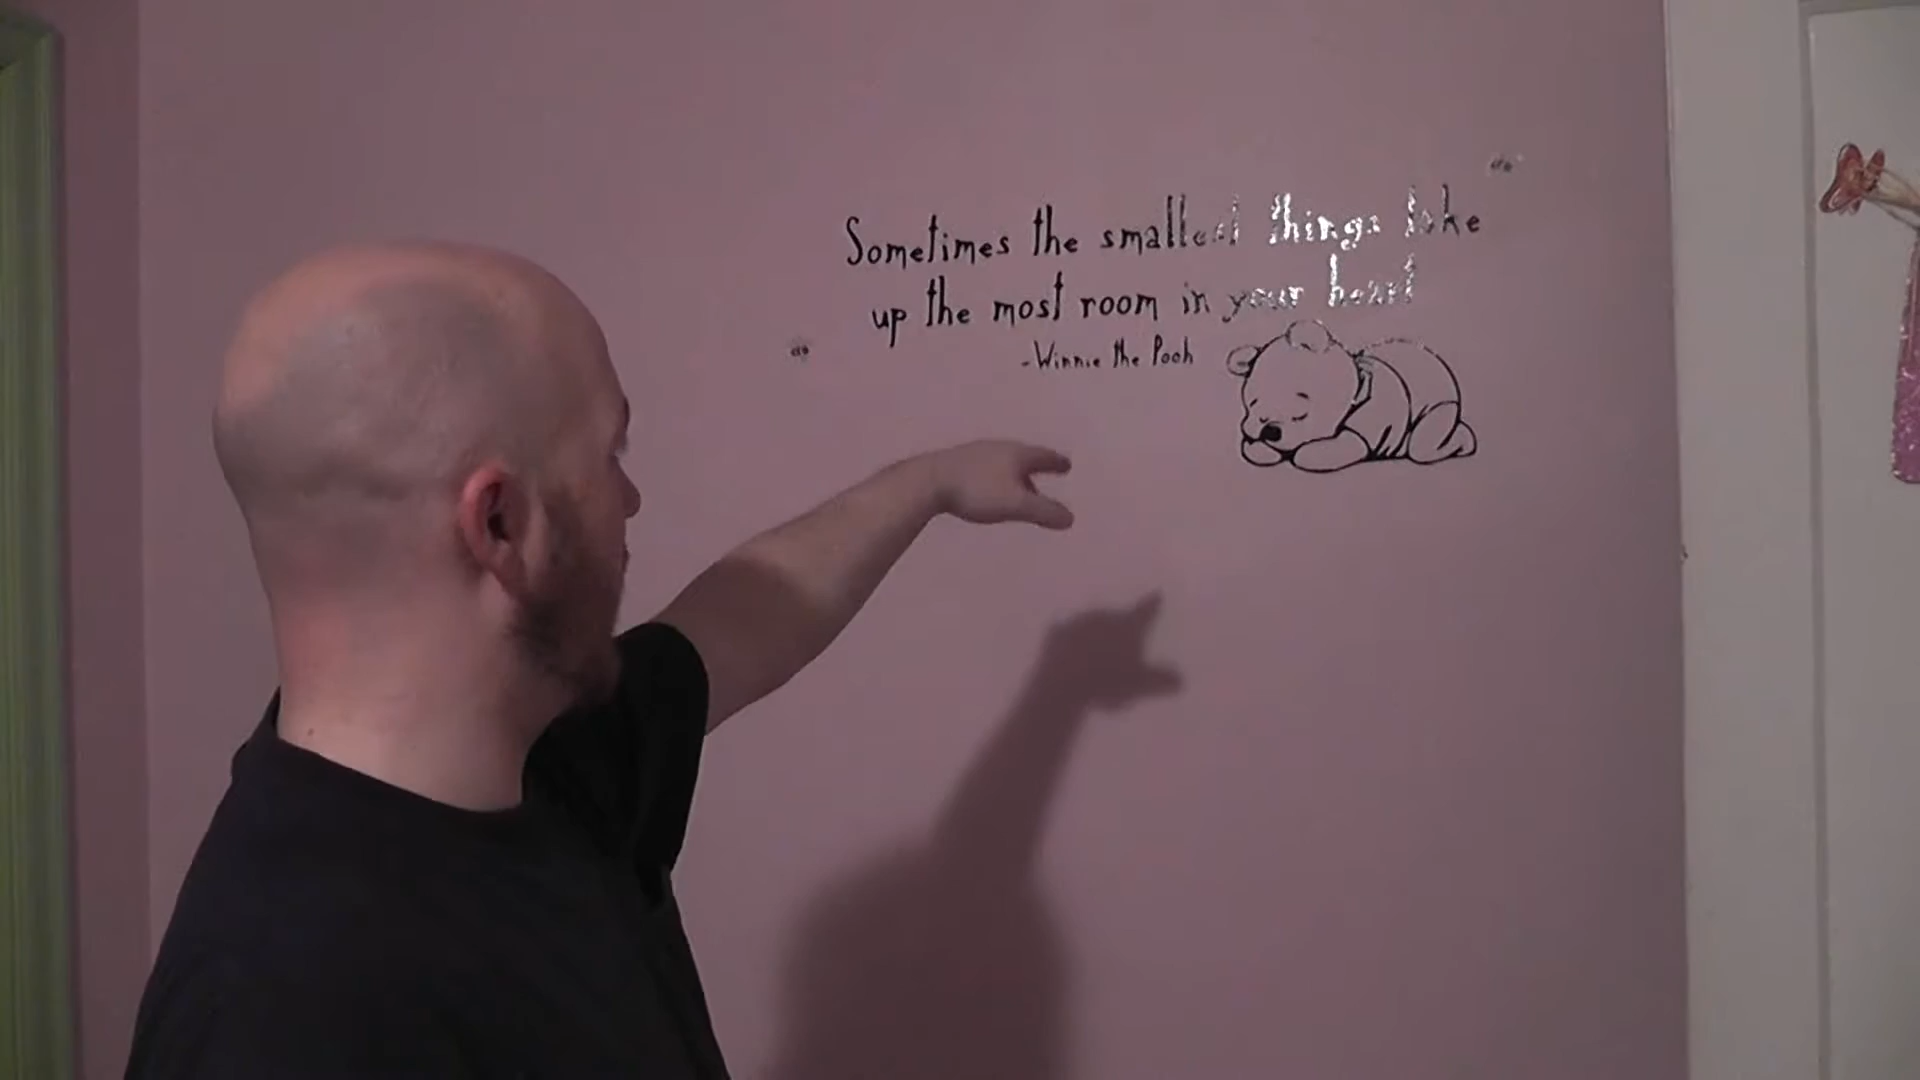 Sometimes the smallest things take
up the most room in your heart
-Winnie the Pooh